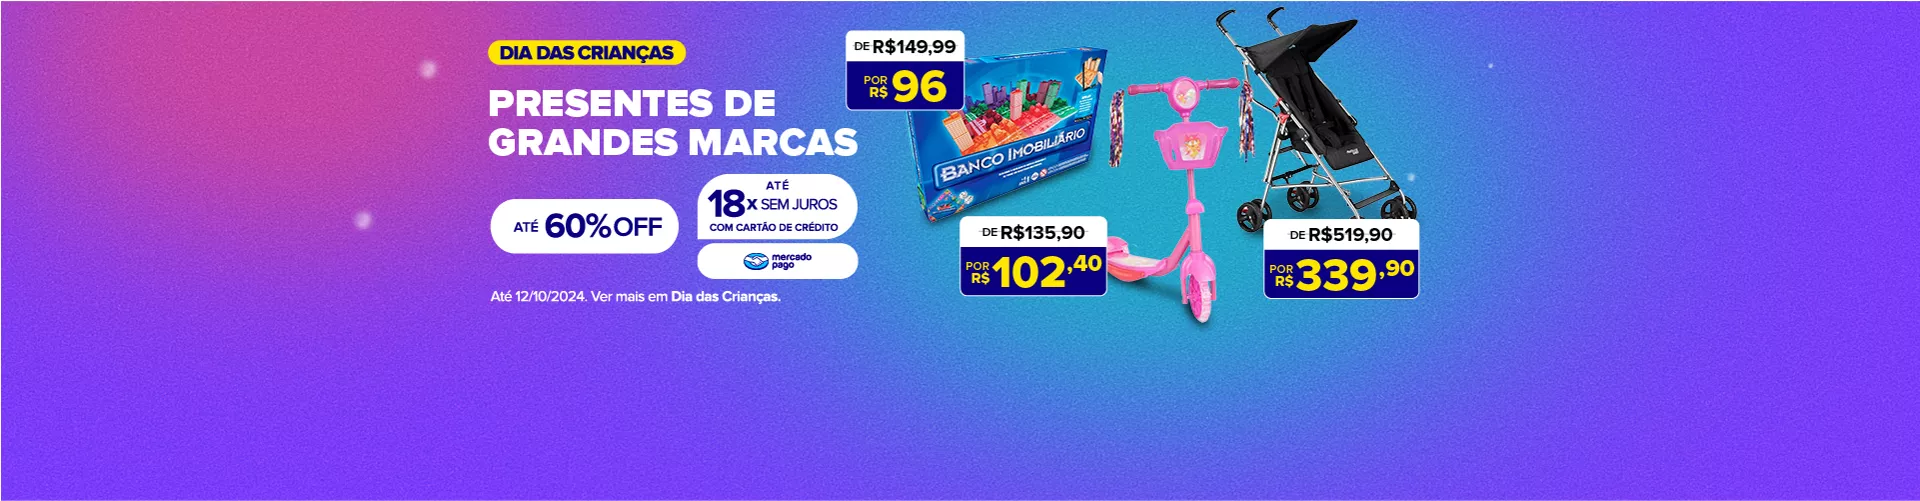 DIA DAS CRIANÇAS
PRESENTES DE
GRANDES MARCAS
ATÉ 60% OFF
ATÉ
18x SEM JUROS
COM CARTÃO DE CRÉDITO
mercado
pago
Até 12/10/2024. Ver mais em Dia das Crianças.
DE R$149,99
POR
R$ 96
BANCO IMOBILIÁRIO
DE R$135,90
POR
R$ 102,40
DE R$519,90
POR
R$ 339,90